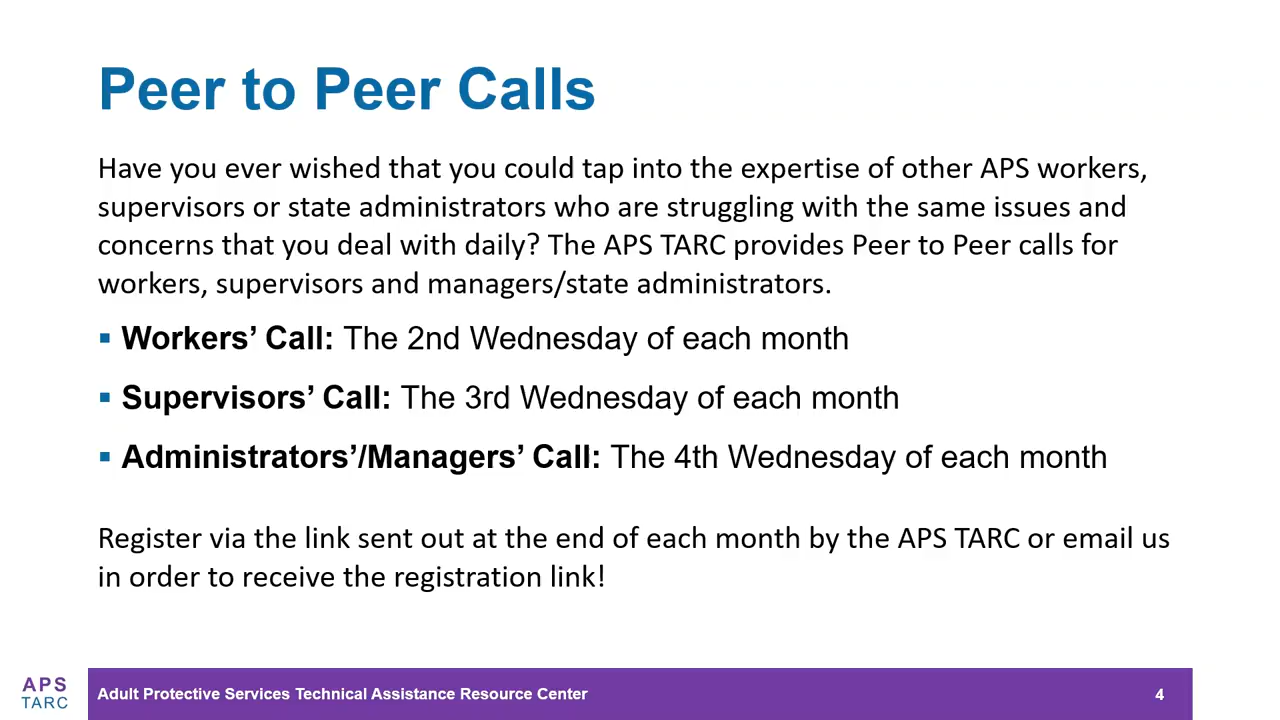 Peer to Peer Calls
Have you ever wished that you could tap into the expertise of other APS workers,
supervisors or state administrators who are struggling with the same issues and
concerns that you deal with daily? The APS TARC provides Peer to Peer calls for
workers, supervisors and managers/state administrators.
▪ Workers’ Call: The 2nd Wednesday of each month
▪ Supervisors’ Call: The 3rd Wednesday of each month
▪ Administrators’/Managers’ Call: The 4th Wednesday of each month
Register via the link sent out at the end of each month by the APS TARC or email us
in order to receive the registration link!
APS
TARC
Adult Protective Services Technical Assistance Resource Center
4